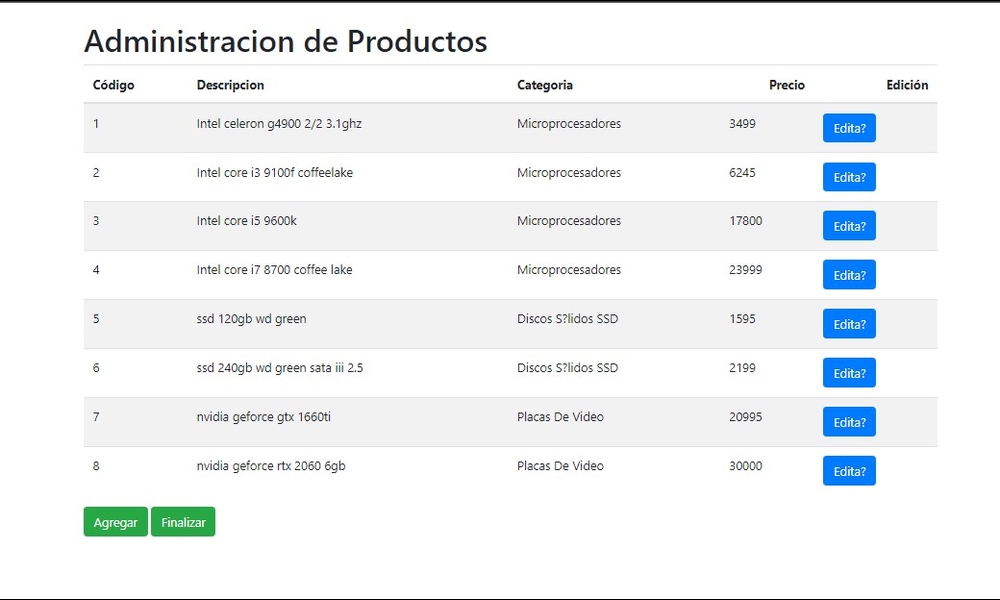 Administracion de Productos
Código Descripcion Categoria Precio Edición
1 Intel celeron g4900 2/2 3.1ghz Microprocesadores 3499 Edita?
2 Intel core i3 9100f coffeelake Microprocesadores 6245 Edita?
3 Intel core i5 9600k Microprocesadores 17800 Edita?
4 Intel core i7 8700 coffee lake Microprocesadores 23999 Edita?
5 ssd 120gb wd green Discos S?lidos SSD 1595 Edita?
6 ssd 240gb wd green sata iii 2.5 Discos S?lidos SSD 2199 Edita?
7 nvidia geforce gtx 1660ti Placas De Video 20995 Edita?
8 nvidia geforce rtx 2060 6gb Placas De Video 30000 Edita?
Agregar Finalizar